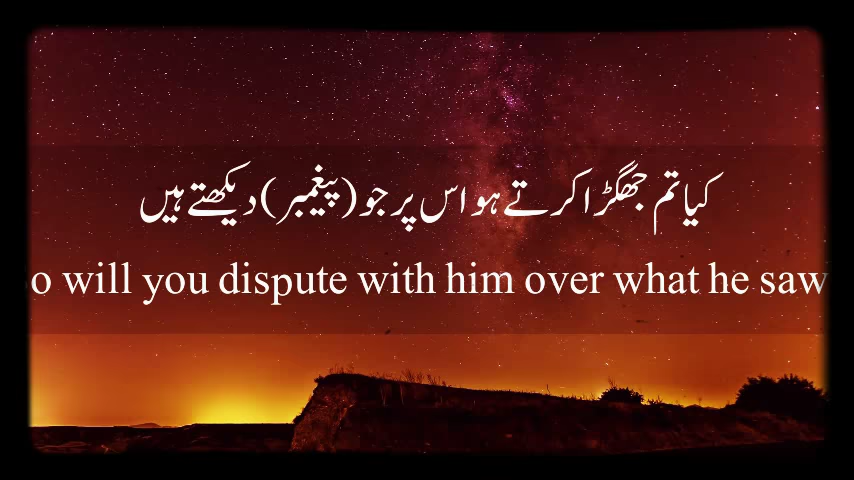 کیا تم جھگڑا کرتے ہو اس پر جو (پیغمبر) دیکھتے ہیں
o will you dispute with him over what he saw